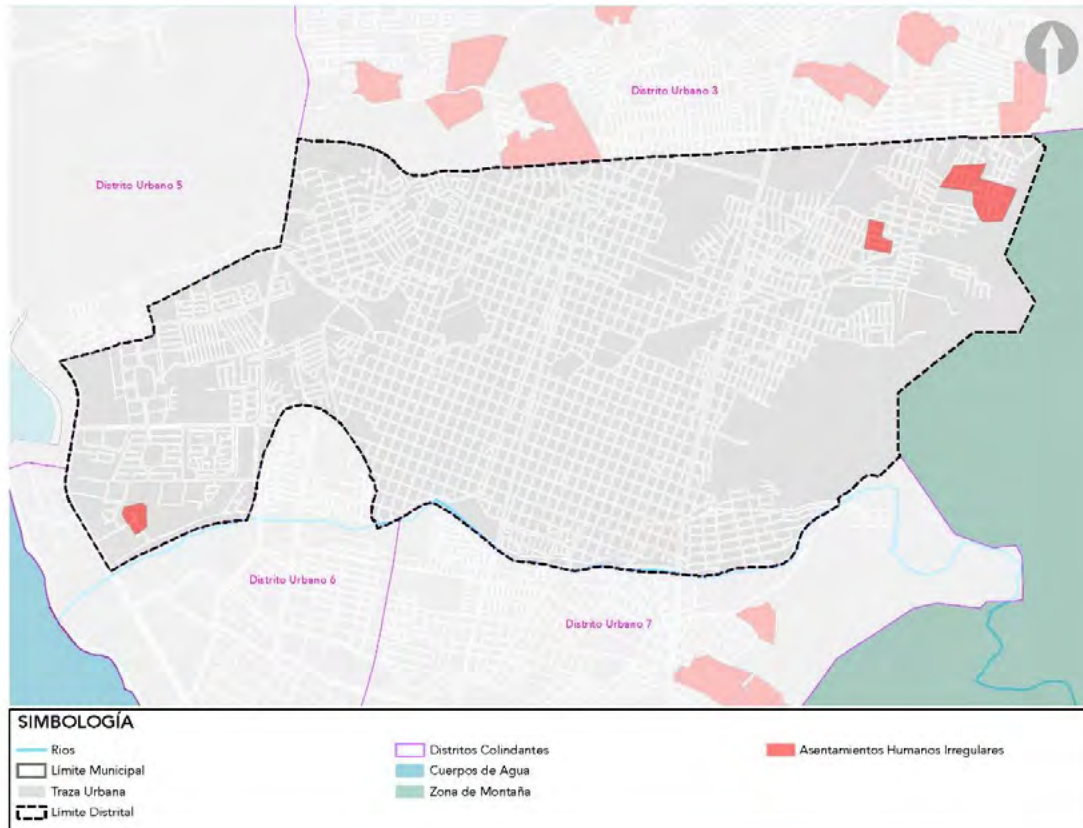 Distrito Urbano 3
Distrito Urbano 5
Distrito Urbano 6
Distrito Urbano 7
SIMBOLOGÍA
Rios
Límite Municipal
Traza Urbana
Límite Distrital
Distritos Colindantes
Cuerpos de Agua
Zona de Montaña
Asentamientos Humanos Irregulares